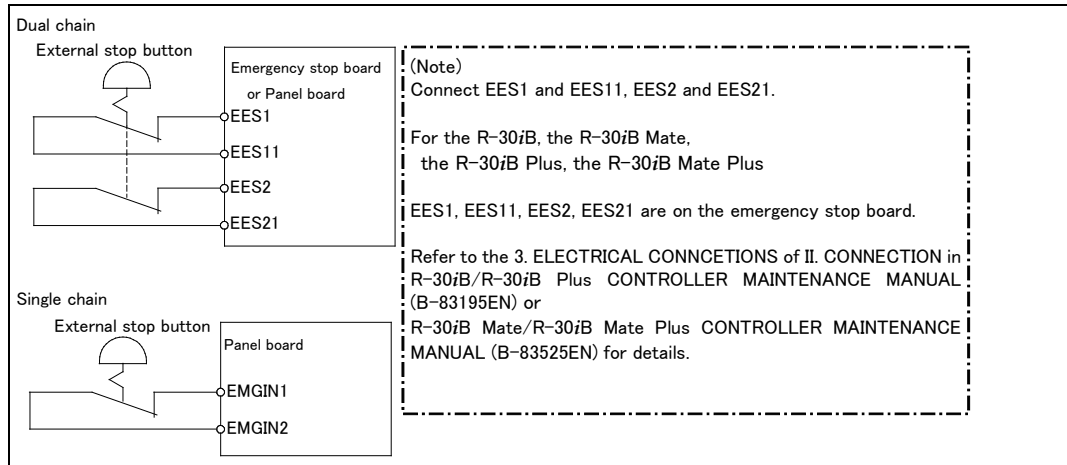 Dual chain
External stop button
Emergency stop board
or Panel board
EES1
EES11
EES2
EES21
Single chain
External stop button
Panel board
EMGIN1
EMGIN2
(Note)
Connect EES1 and EES11, EES2 and EES21.
For the R-30iB, the R-30iB Mate,
the R-30iB Plus, the R-30iB Mate Plus
EES1, EES11, EES2, EES21 are on the emergency stop board.
Refer to the 3. ELECTRICAL CONNCETIONS of II. CONNECTION in
R-30iB/R-30iB Plus CONTROLLER MAINTENANCE MANUAL
(B-83195EN) or
R-30iB Mate/R-30iB Mate Plus CONTROLLER MAINTENANCE
MANUAL (B-83525EN) for details.